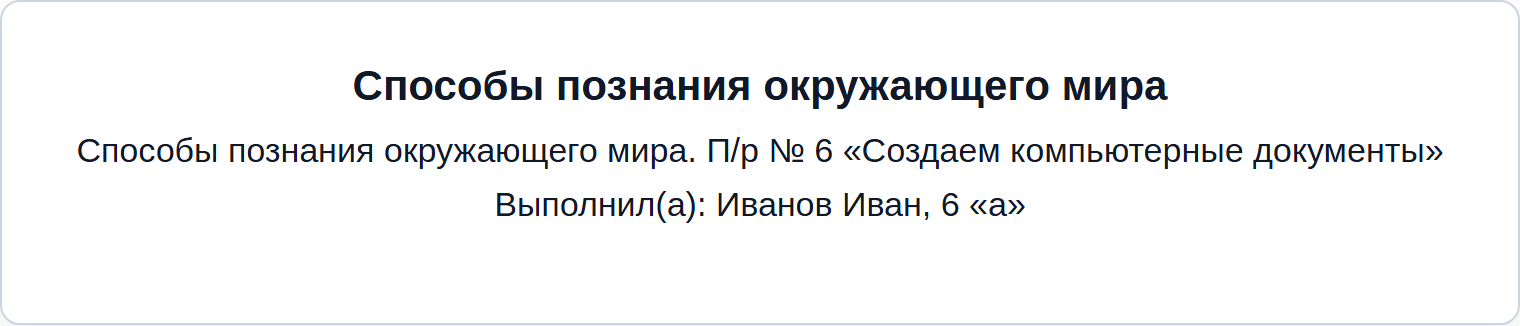 Способы познания окружающего мира
Способы познания окружающего мира. П/р № 6 «Создаем компьютерные документы»
Выполнил(а): Иванов Иван, 6 «а»